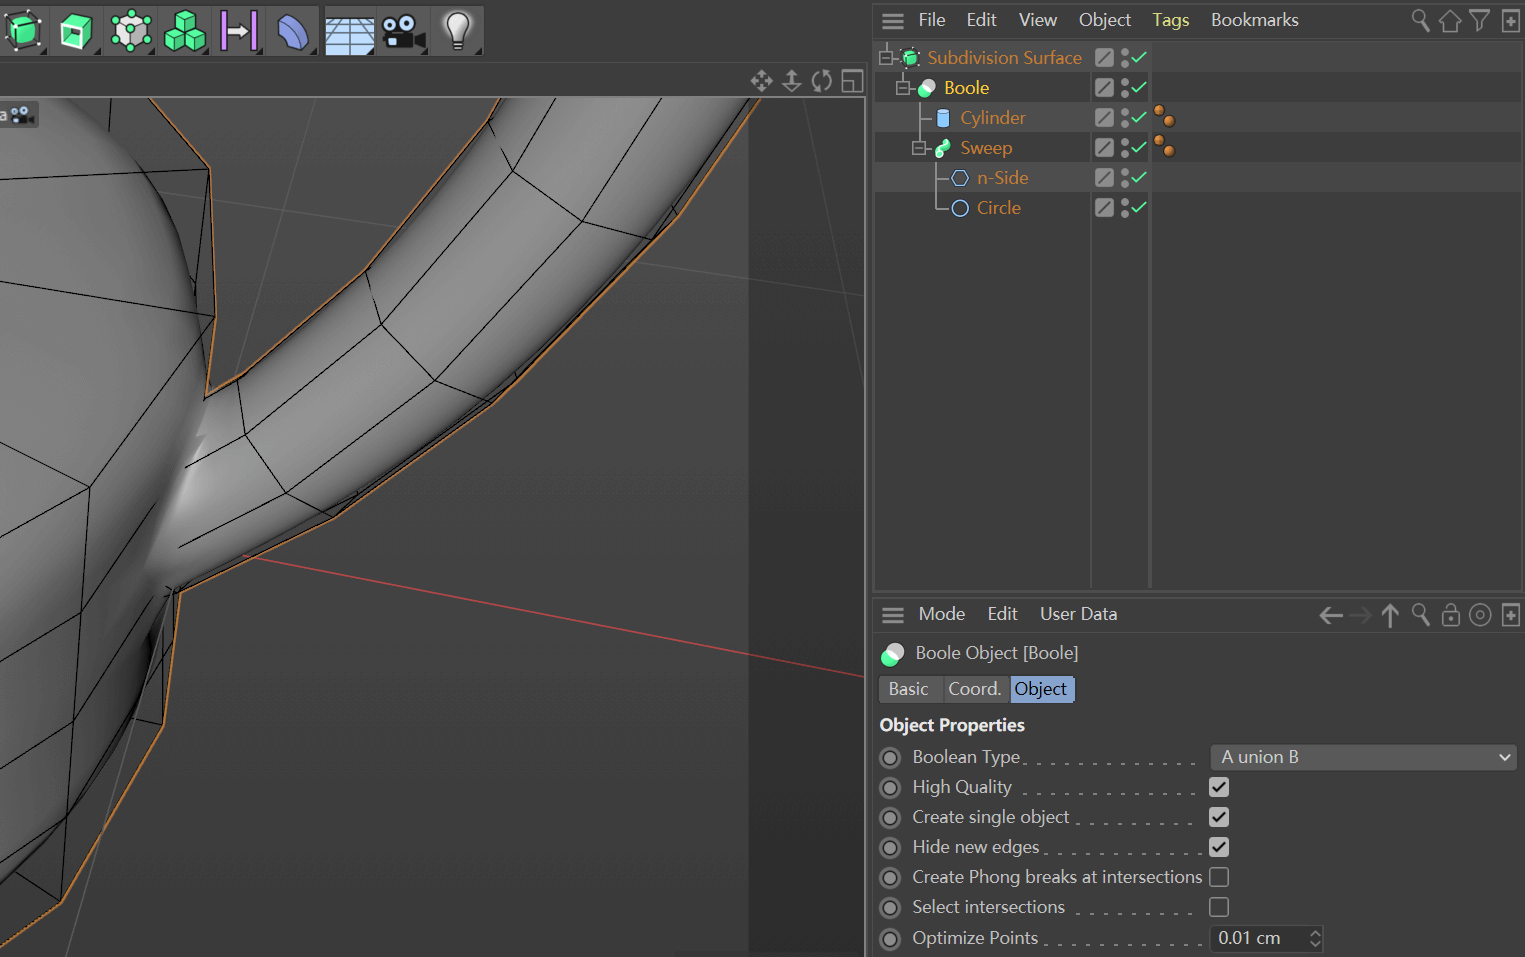 File Edit View Object Tags Bookmarks
Subdivision Surface
Boole
Cylinder
Sweep
n-Side
Circle
a
Mode Edit User Data
Boole Object [Boole]
Basic Coord. Object
Object Properties
Boolean Type A union B
High Quality
Create single object
Hide new edges
Create Phong breaks at intersections
Select intersections
Optimize Points 0.01 cm